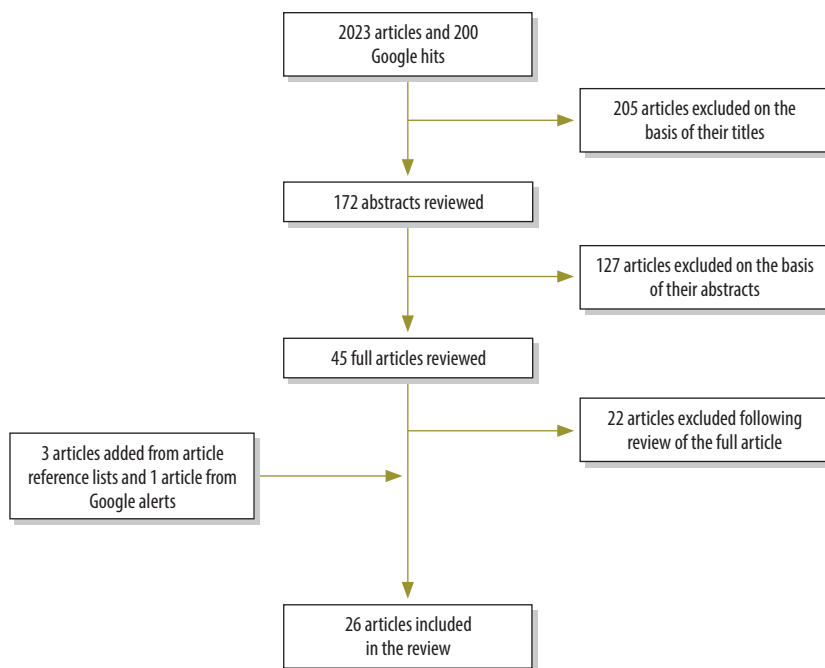 2023 articles and 200
Google hits
205 articles excluded on the
basis of their titles
172 abstracts reviewed
127 articles excluded on the basis
of their abstracts
45 full articles reviewed
22 articles excluded following
review of the full article
3 articles added from article
reference lists and 1 article from
Google alerts
26 articles included
in the review